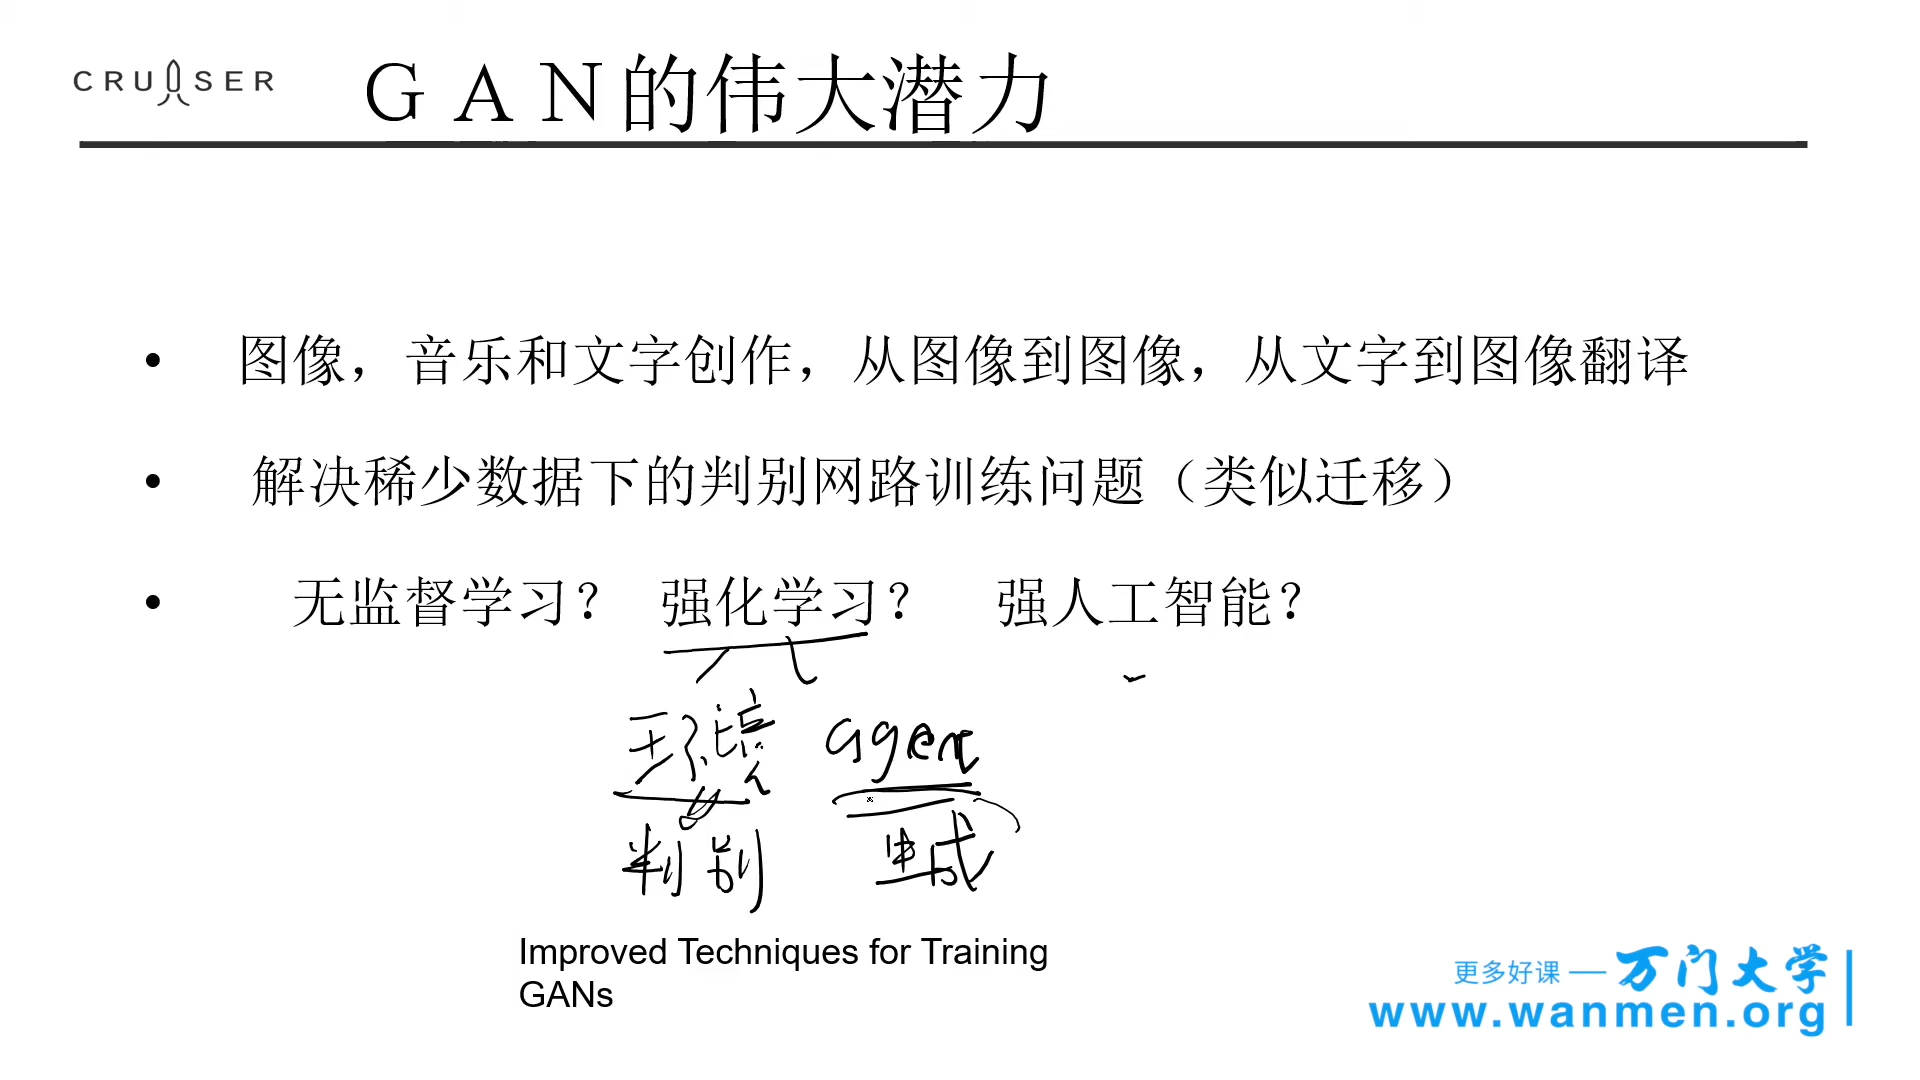 CRUISER
GAN的伟大潜力
• 图像，音乐和文字创作，从图像到图像，从文字到图像翻译
• 解决稀少数据下的判别网路训练问题（类似迁移）
• 无监督学习？ 强化学习？ 强人工智能？
环境 agent
判别 生成
Improved Techniques for Training
GANs
更多好课 — 万门大学
www.wanmen.org